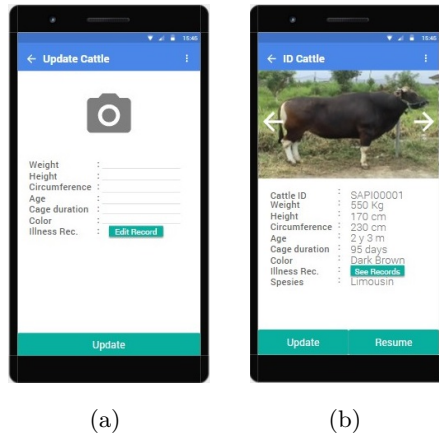 15:45
← Update Cattle
Weight :
Height :
Circumference :
Age :
Cage duration :
Color :
Illness Rec. : Edit Record
Update
(a)
15:45
← ID Cattle
Cattle ID : SAPI00001
Weight : 550 Kg
Height : 170 cm
Circumference : 230 cm
Age : 2 y 3 m
Cage duration : 95 days
Color : Dark Brown
Illness Rec. : See Records
Spesies : Limousin
Update Resume
(b)